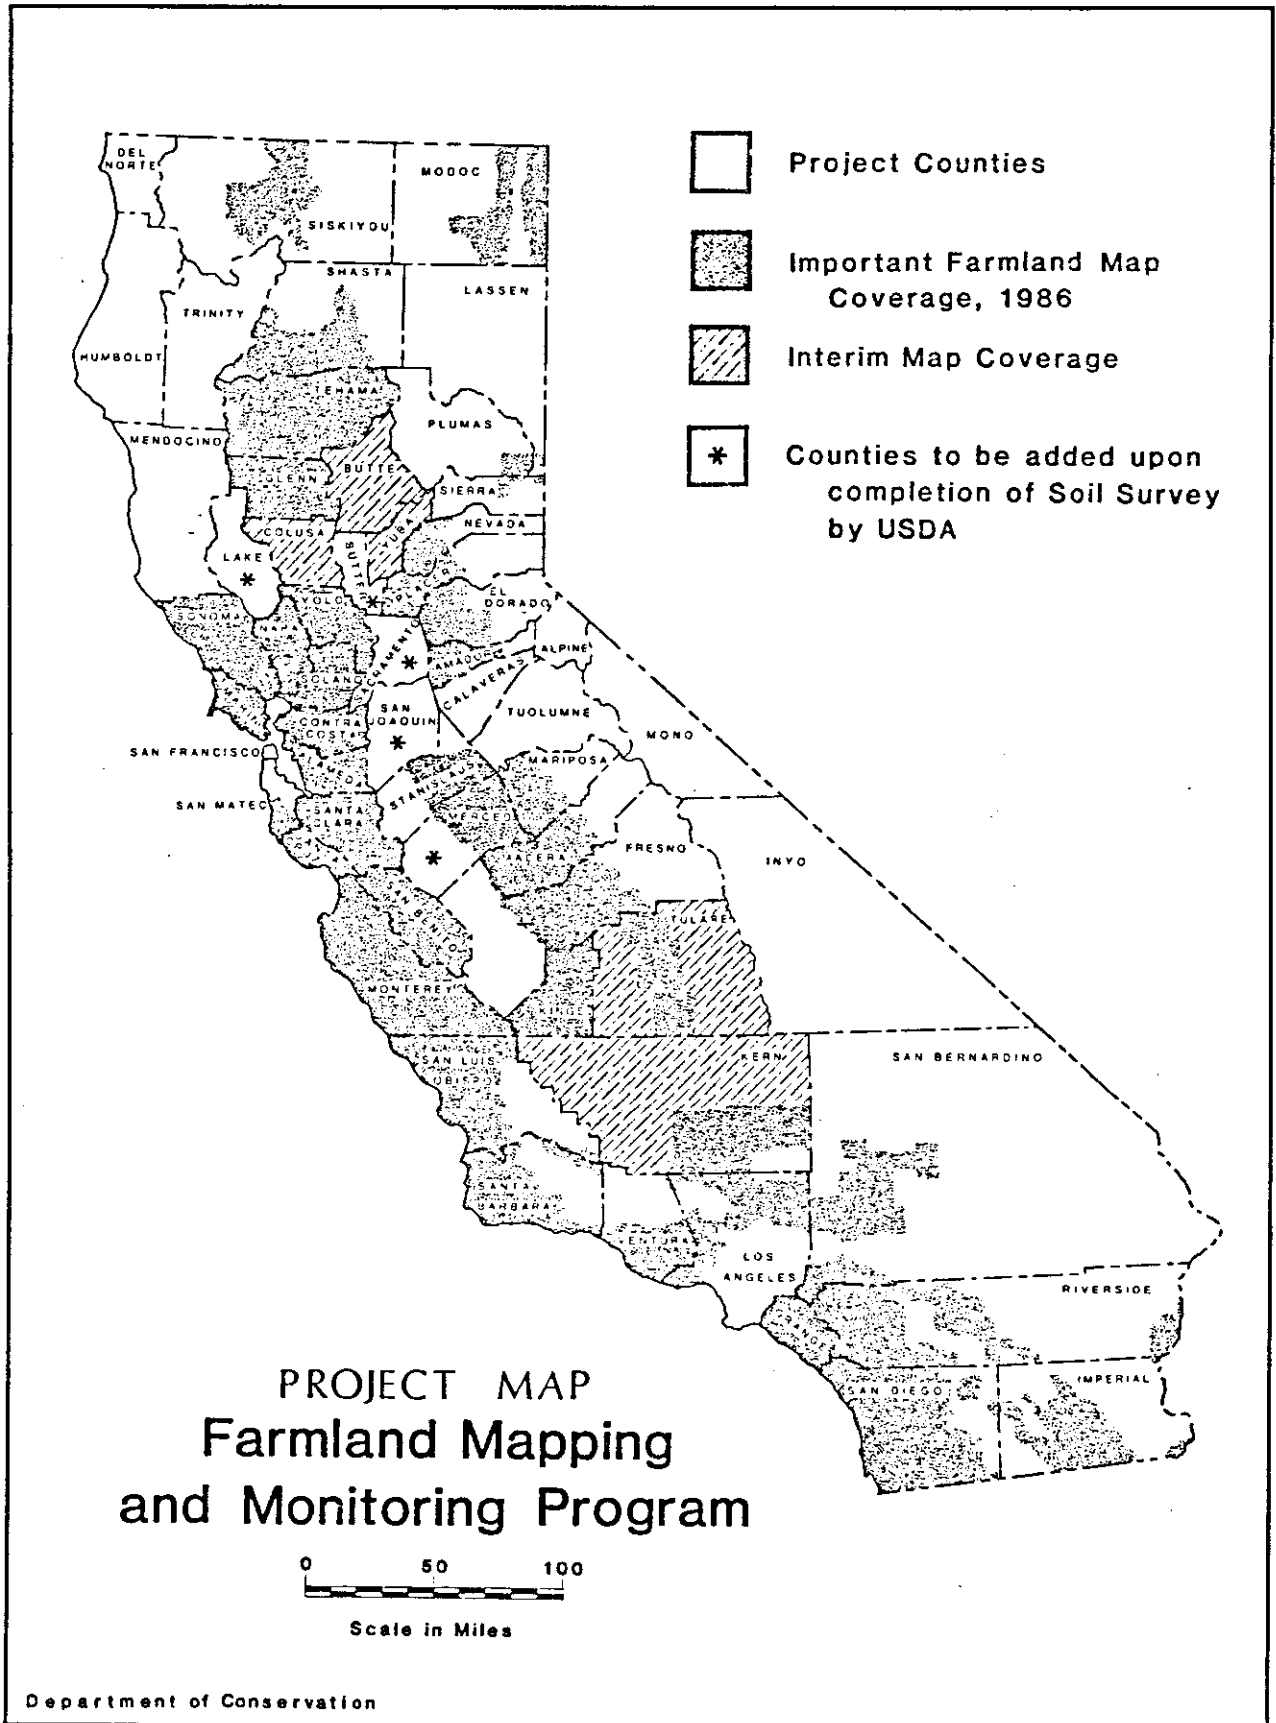 DEL
NORTE
SISKIYOU
MODOC
SHASTA
LASSEN
TRINITY
HUMBOLDT
TEHAMA
PLUMAS
MENDOCINO
BUTTE
GLENN
SIERRA
COLUSA
YUBA
NEVADA
LAKE
*
SUTTER
*
PLACER
YOLO
EL
DORADO
SONOMA
NAPA
SACRAMENTO
*
AMADOR
ALPINE
SOLANO
CALAVERAS
SAN
JOAQUIN
*
CONTRA
COSTA
TUOLUMNE
MONO
SAN FRANCISCO
ALAMEDA
STANISLAUS
MARIPOSA
SAN MATEO
SANTA
CLARA
MERCED
*
MADERA
FRESNO
INYO
SAN BENITO
TULARE
MONTEREY
KINGS
SAN LUIS
OBISPO
KERN
SAN BERNARDINO
SANTA
BARBARA
VENTURA
LOS
ANGELES
ORANGE
RIVERSIDE
SAN DIEGO
IMPERIAL
Project Counties
Important Farmland Map
Coverage, 1986
Interim Map Coverage
*
Counties to be added upon
completion of Soil Survey
by USDA
PROJECT MAP
Farmland Mapping
and Monitoring Program
0 50 100
Scale in Miles
Department of Conservation